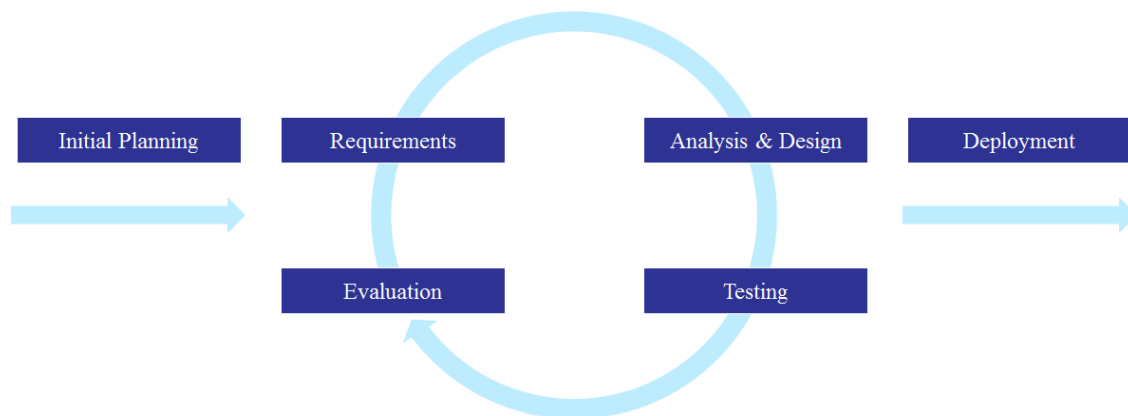 Initial Planning
Requirements
Analysis & Design
Deployment
Evaluation
Testing